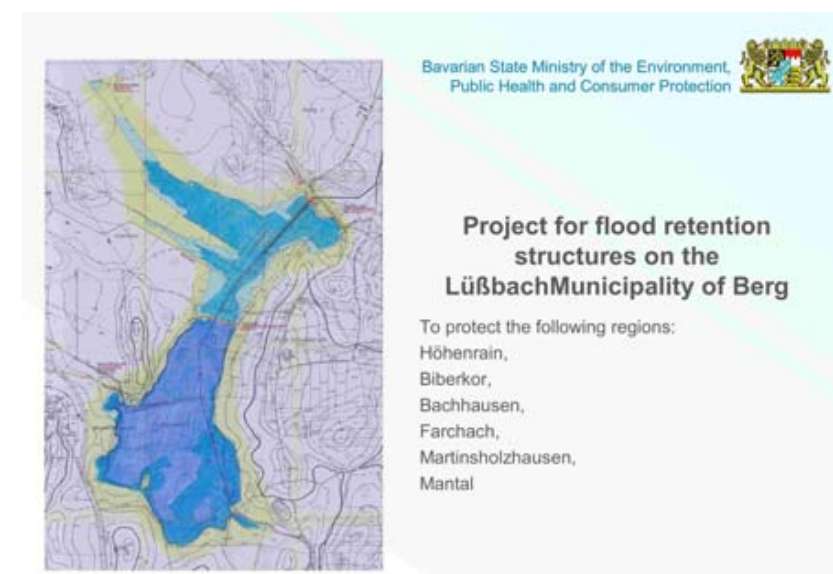 Bavarian State Ministry of the Environment,
Public Health and Consumer Protection
Project for flood retention
structures on the
LüßbachMunicipality of Berg
To protect the following regions:
Höhenrain,
Biberkor,
Bachhausen,
Farchach,
Martinsholzhausen,
Mantal